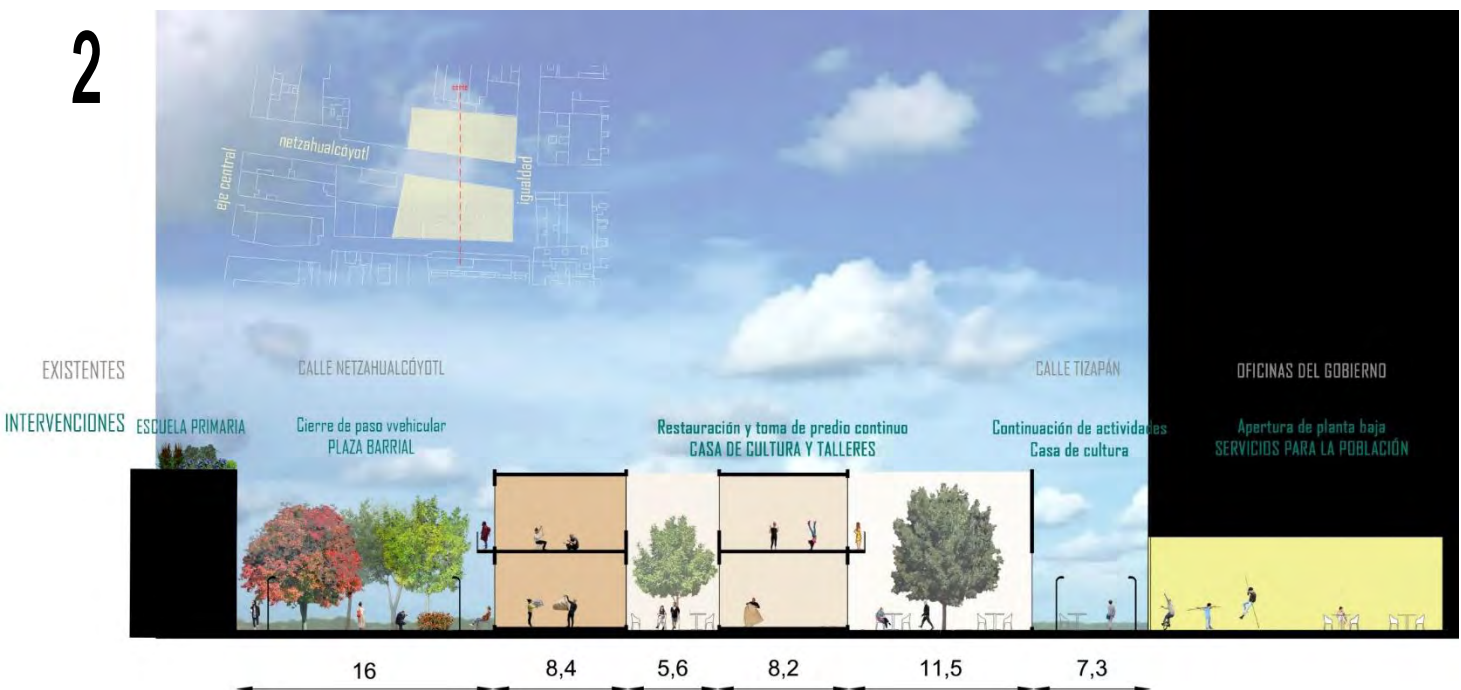 2
corte
netzahualcóyotl
eje central
igualdad
EXISTENTES
CALLE NETZAHUALCÓYOTL
CALLE TIZAPÁN
OFICINAS DEL GOBIERNO
INTERVENCIONES
ESCUELA PRIMARIA
Cierre de paso vvehicular
PLAZA BARRIAL
Restauración y toma de predio continuo
CASA DE CULTURA Y TALLERES
Continuación de actividades
Casa de cultura
Apertura de planta baja
SERVICIOS PARA LA POBLACIÓN
16
8,4
5,6
8,2
11,5
7,3